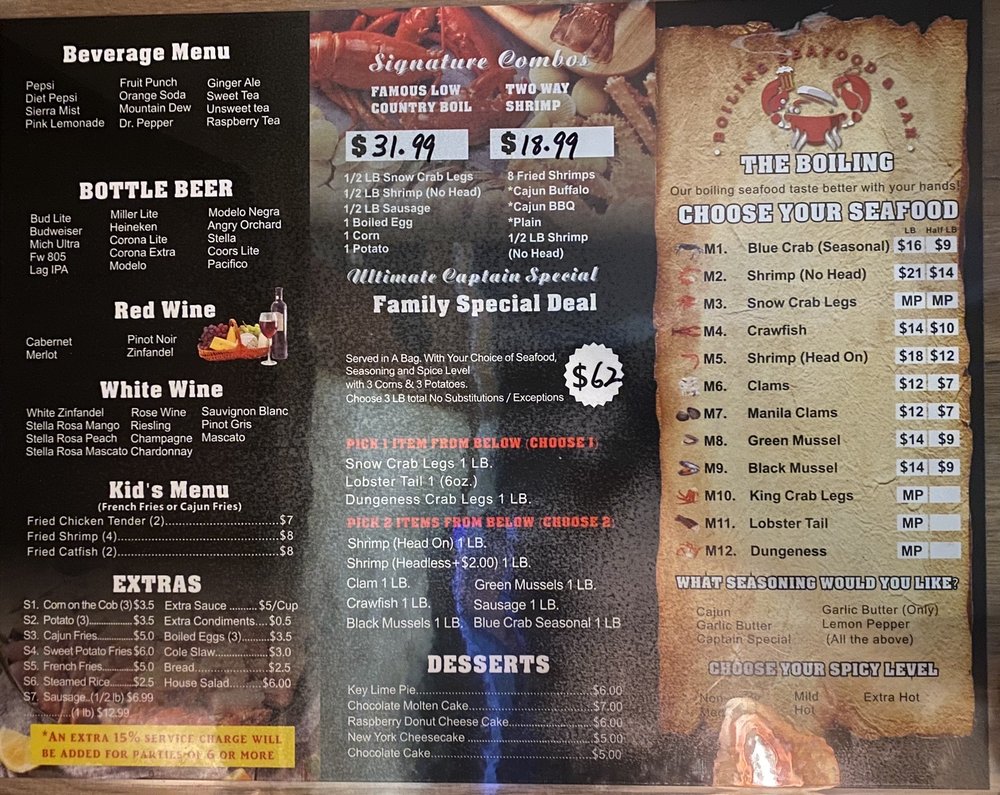 Beverage Menu
Pepsi
Diet Pepsi
Sierra Mist
Pink Lemonade
Fruit Punch
Orange Soda
Mountain Dew
Dr. Pepper
Ginger Ale
Sweet Tea
Unsweet tea
Raspberry Tea
BOTTLE BEER
Bud Lite
Budweiser
Mich Ultra
Fw 805
Lag IPA
Miller Lite
Heineken
Corona Lite
Corona Extra
Modelo
Modelo Negra
Angry Orchard
Stella
Coors Lite
Pacifico
Red Wine
Cabernet
Merlot
Pinot Noir
Zinfandel
White Wine
White Zinfandel Rose Wine Sauvignon Blanc
Stella Rosa Mango Riesling Pinot Gris
Stella Rosa Peach Champagne Mascato
Stella Rosa Mascato Chardonnay
Kid's Menu
(French Fries or Cajun Fries)
Fried Chicken Tender (2)..........$7
Fried Shrimp (4)..........$8
Fried Catfish (2)..........$8
EXTRAS
S1. Corn on the Cob (3) $3.5
S2. Potato (3)..........$3.5
S3. Cajun Fries..........$5.0
S4. Sweet Potato Fries $6.0
S5. French Fries..........$5.0
S6. Steamed Rice..........$2.5
S7. Sausage..(1/2 lb) $6.99
..........(1 lb) $12.99
Extra Sauce ..........$5/Cup
Extra Condiments.... $0.5
Boiled Eggs (3)..........$3.5
Cole Slaw..........$3.0
Bread..........$2.5
House Salad..........$6.00
*AN EXTRA 15% SERVICE CHARGE WILL
BE ADDED FOR PARTIES OF 6 OR MORE
Signature Combos
FAMOUS LOW
COUNTRY BOIL
$31.99
1/2 LB Snow Crab Legs
1/2 LB Shrimp (No Head)
1/2 LB Sausage
1 Boiled Egg
1 Corn
1 Potato
TWO WAY
SHRIMP
$18.99
8 Fried Shrimps
*Cajun Buffalo
*Cajun BBQ
*Plain
1/2 LB Shrimp
(No Head)
Ultimate Captain Special
Family Special Deal
Served in A Bag, With Your Choice of Seafood,
Seasoning and Spice Level
with 3 Corns & 3 Potatoes.
Choose 3 LB total No Substitutions / Exceptions
$62
PICK 1 ITEM FROM BELOW (CHOOSE 1)
Snow Crab Legs 1 LB.
Lobster Tail 1 (6oz.)
Dungeness Crab Legs 1 LB.
PICK 2 ITEMS FROM BELOW (CHOOSE 2)
Shrimp (Head On) 1 LB.
Shrimp (Headless+$2.00) 1 LB.
Clam 1 LB. Green Mussels 1 LB.
Crawfish 1 LB. Sausage 1 LB.
Black Mussels 1 LB. Blue Crab Seasonal 1 LB
DESSERTS
Key Lime Pie..........$6.00
Chocolate Molten Cake..........$7.00
Raspberry Donut Cheese Cake..........$6.00
New York Cheesecake..........$5.00
Chocolate Cake..........$5.00
BOILING SEAFOOD & BAR
THE BOILING
Our boiling seafood taste better with your hands!
CHOOSE YOUR SEAFOOD
LB Half LB
M1. Blue Crab (Seasonal) $16 $9
M2. Shrimp (No Head) $21 $14
M3. Snow Crab Legs MP MP
M4. Crawfish $14 $10
M5. Shrimp (Head On) $18 $12
M6. Clams $12 $7
M7. Manila Clams $12 $7
M8. Green Mussel $14 $9
M9. Black Mussel $14 $9
M10. King Crab Legs MP
M11. Lobster Tail MP
M12. Dungeness MP
WHAT SEASONING WOULD YOU LIKE?
Cajun
Garlic Butter
Captain Special
Garlic Butter (Only)
Lemon Pepper
(All the above)
CHOOSE YOUR SPICY LEVEL
Mild
Hot
Extra Hot